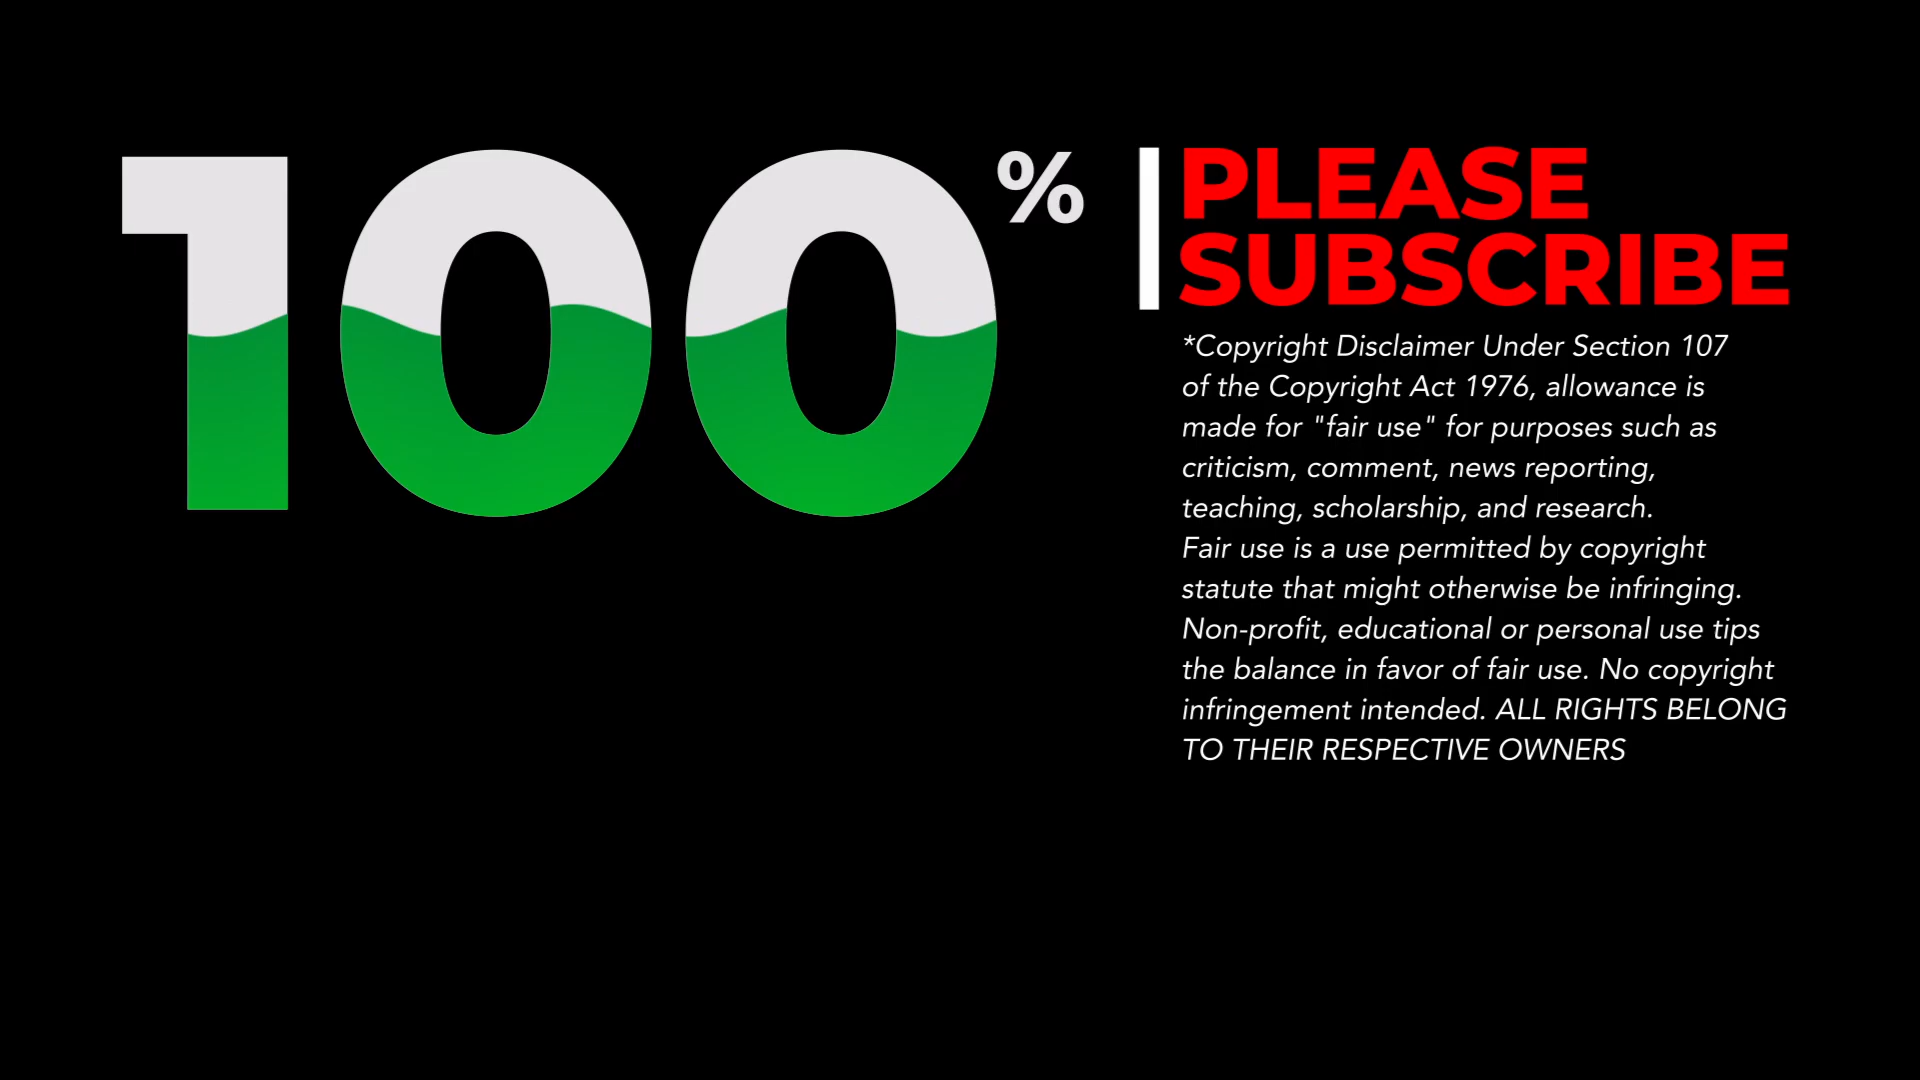 100%
PLEASE
SUBSCRIBE
*Copyright Disclaimer Under Section 107
of the Copyright Act 1976, allowance is
made for "fair use" for purposes such as
criticism, comment, news reporting,
teaching, scholarship, and research.
Fair use is a use permitted by copyright
statute that might otherwise be infringing.
Non-profit, educational or personal use tips
the balance in favor of fair use. No copyright
infringement intended. ALL RIGHTS BELONG
TO THEIR RESPECTIVE OWNERS